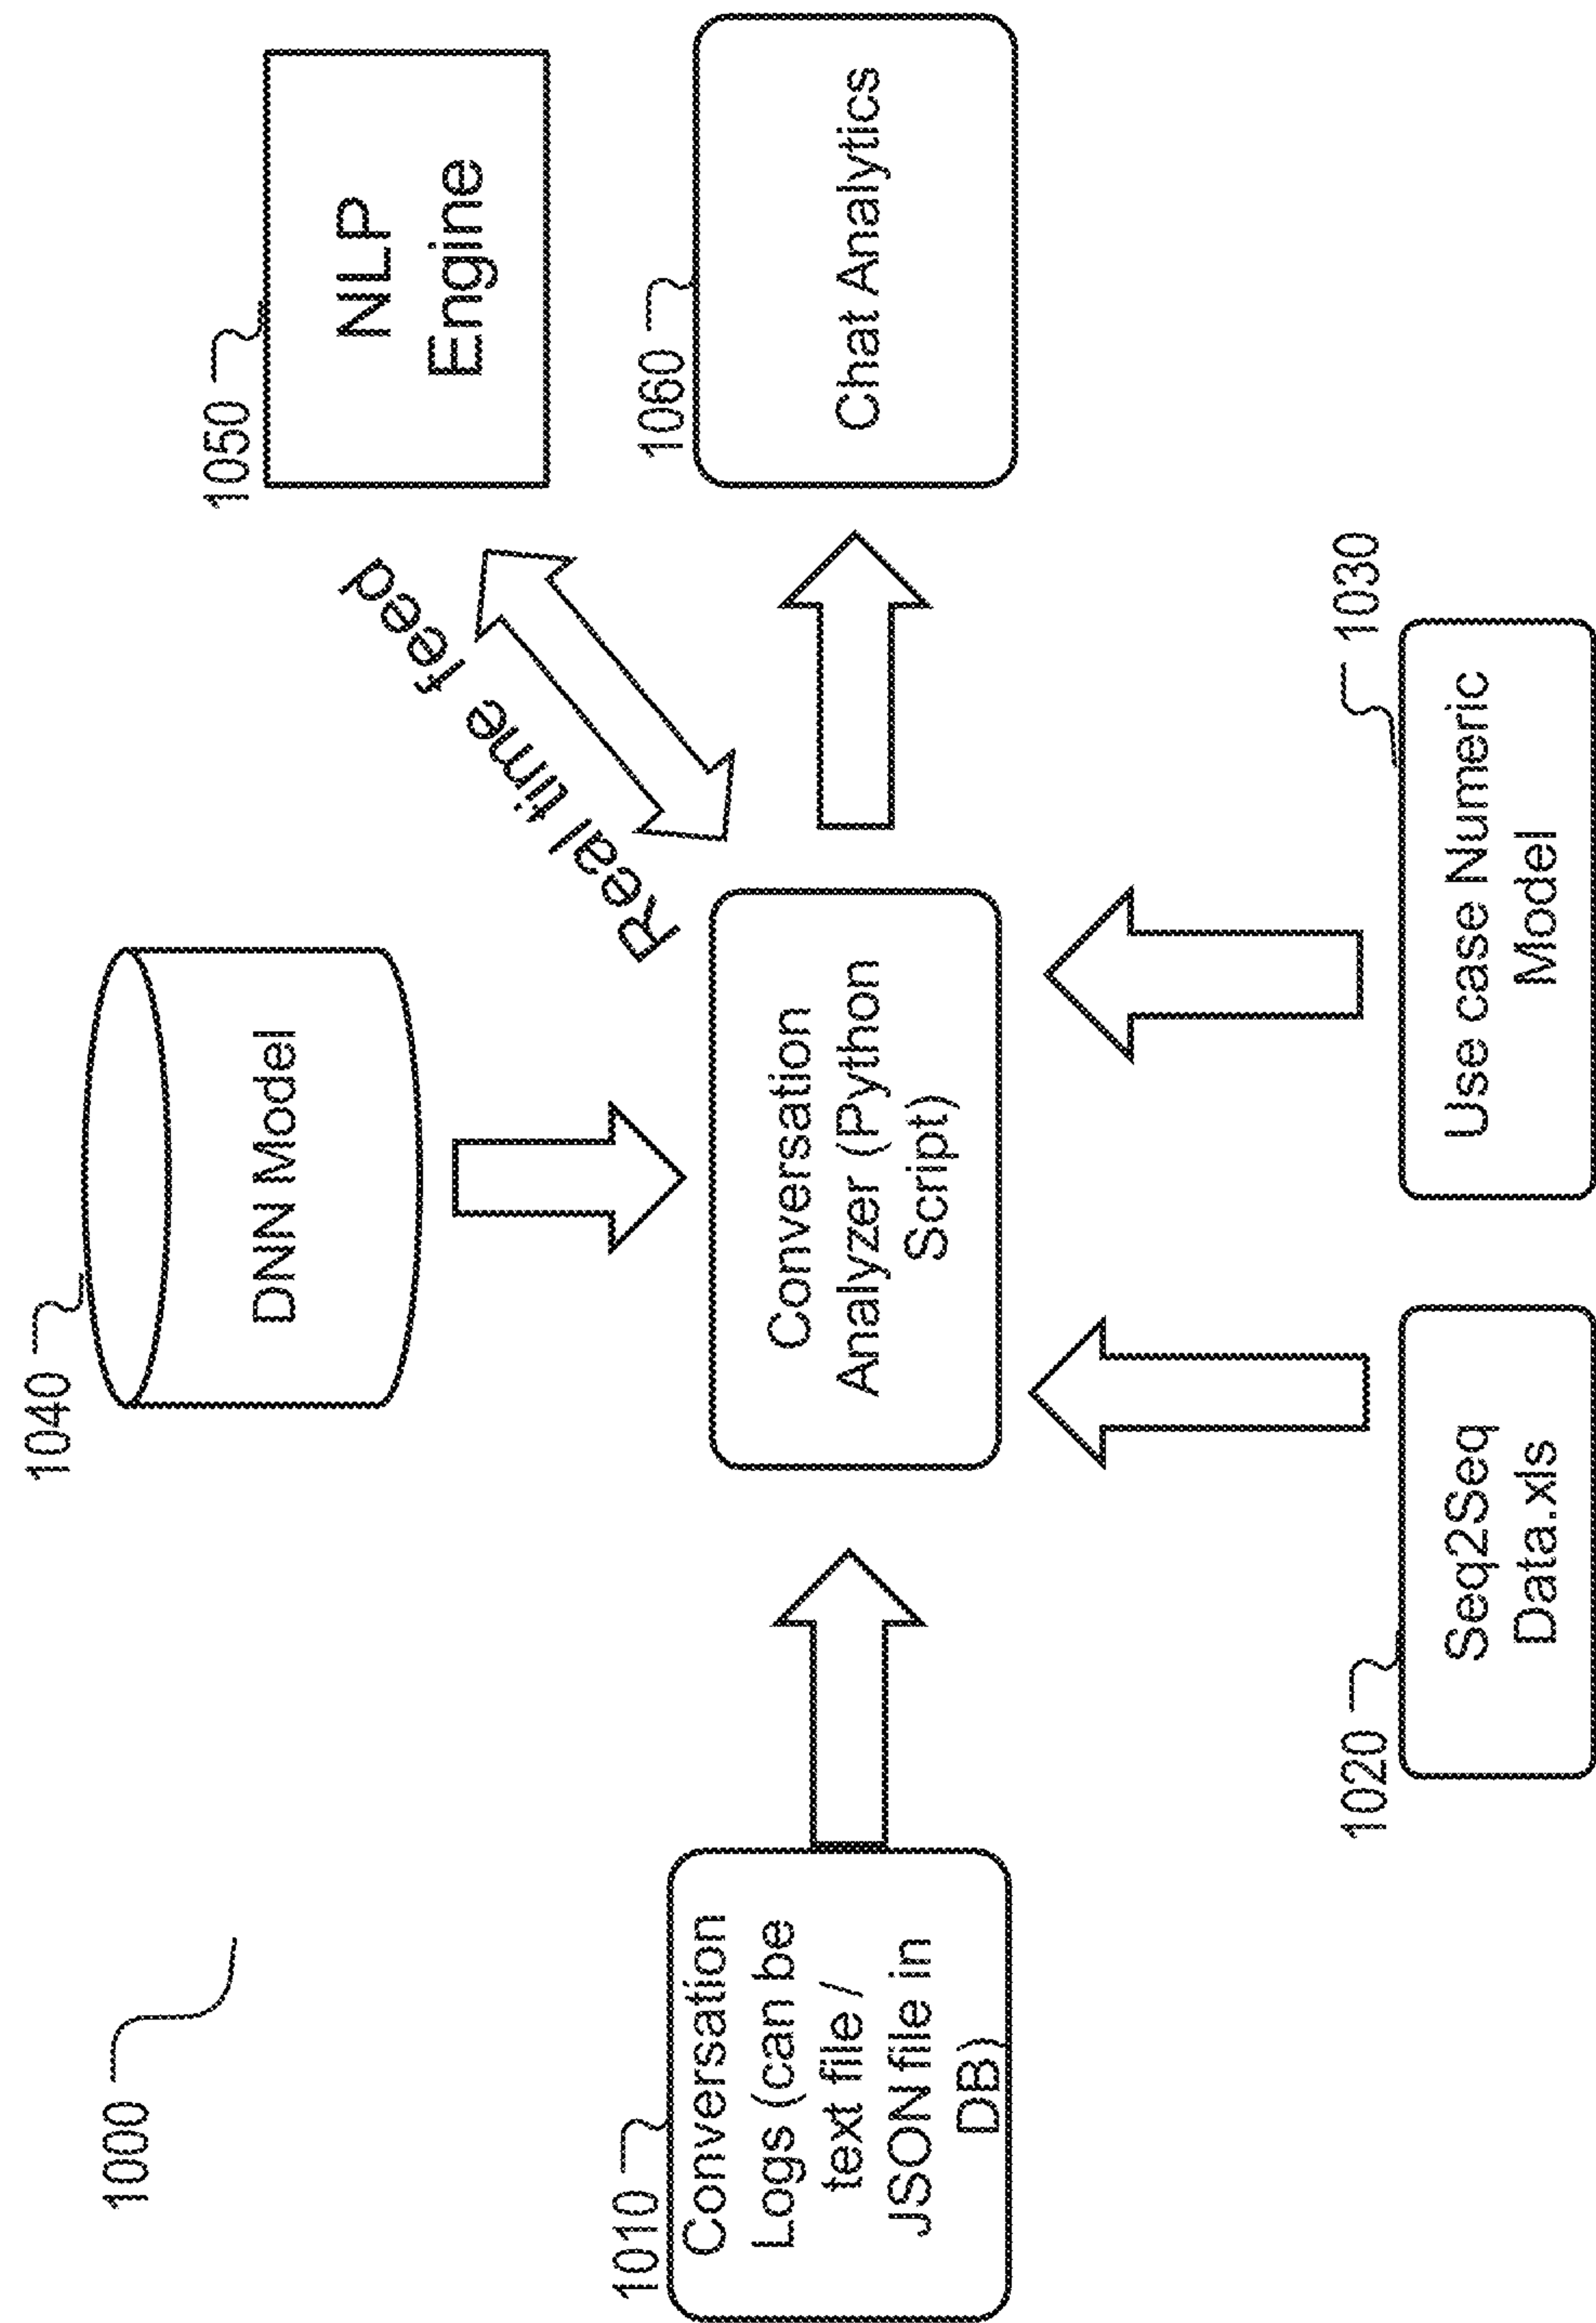 1000
1040
DNN Model
1050
NLP
Engine
Real time feed
1010
Conversation
Logs (can be
text file /
JSON file in
DB)
Conversation
Analyzer (Python
Script)
1060
Chat Analytics
1020
Seq2Seq
Data.xls
1030
Use case Numeric
Model